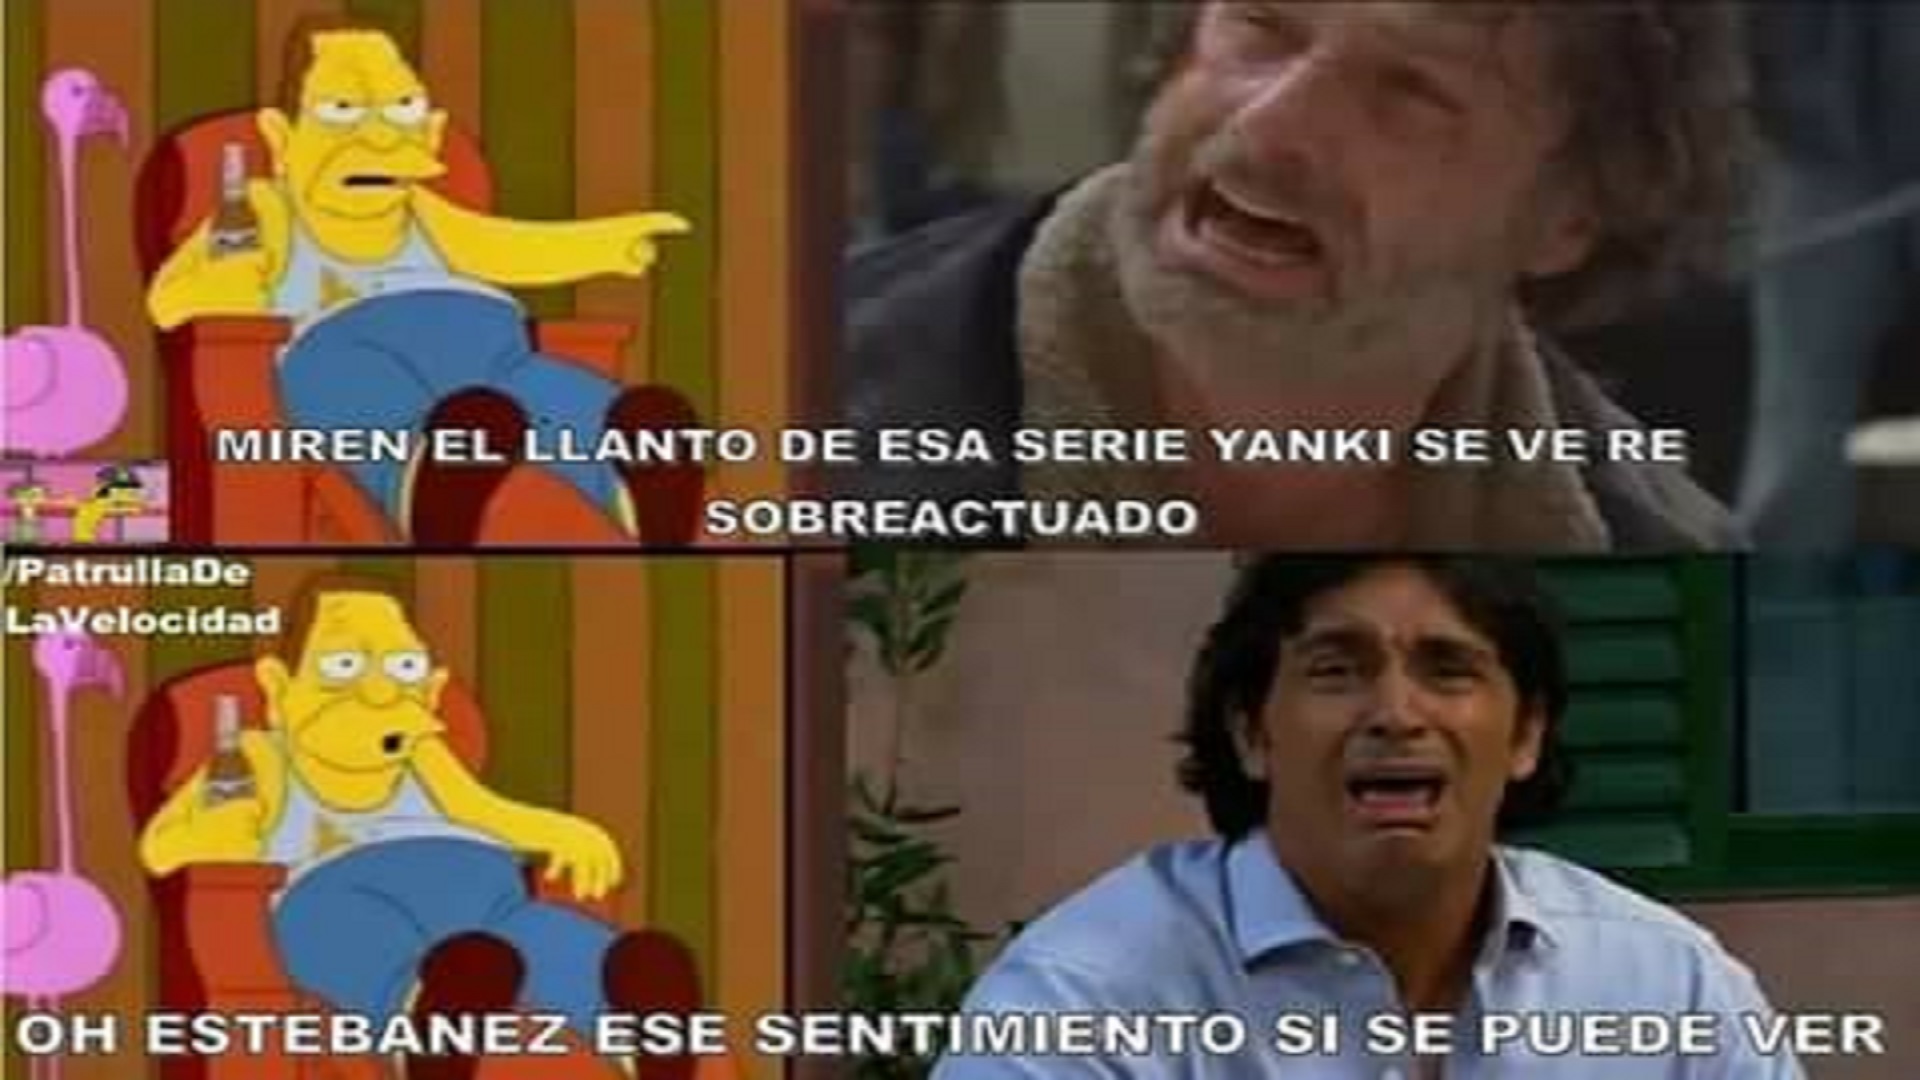 MIREN EL LLANTO DE ESA SERIE YANKI SE VE RE
SOBREACTUADO
/PatrullaDe
LaVelocidad
OH ESTEBANEZ ESE SENTIMIENTO SI SE PUEDE VER